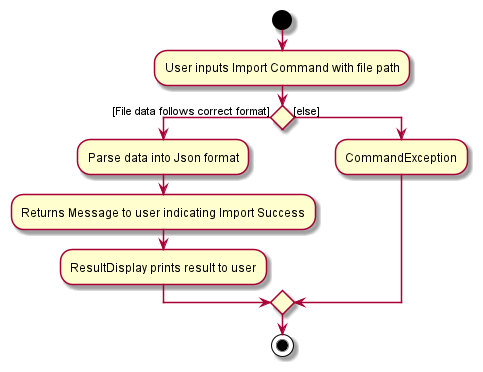 User inputs Import Command with file path
[File data follows correct format]
[else]
Parse data into Json format
CommandException
Returns Message to user indicating Import Success
ResultDisplay prints result to user